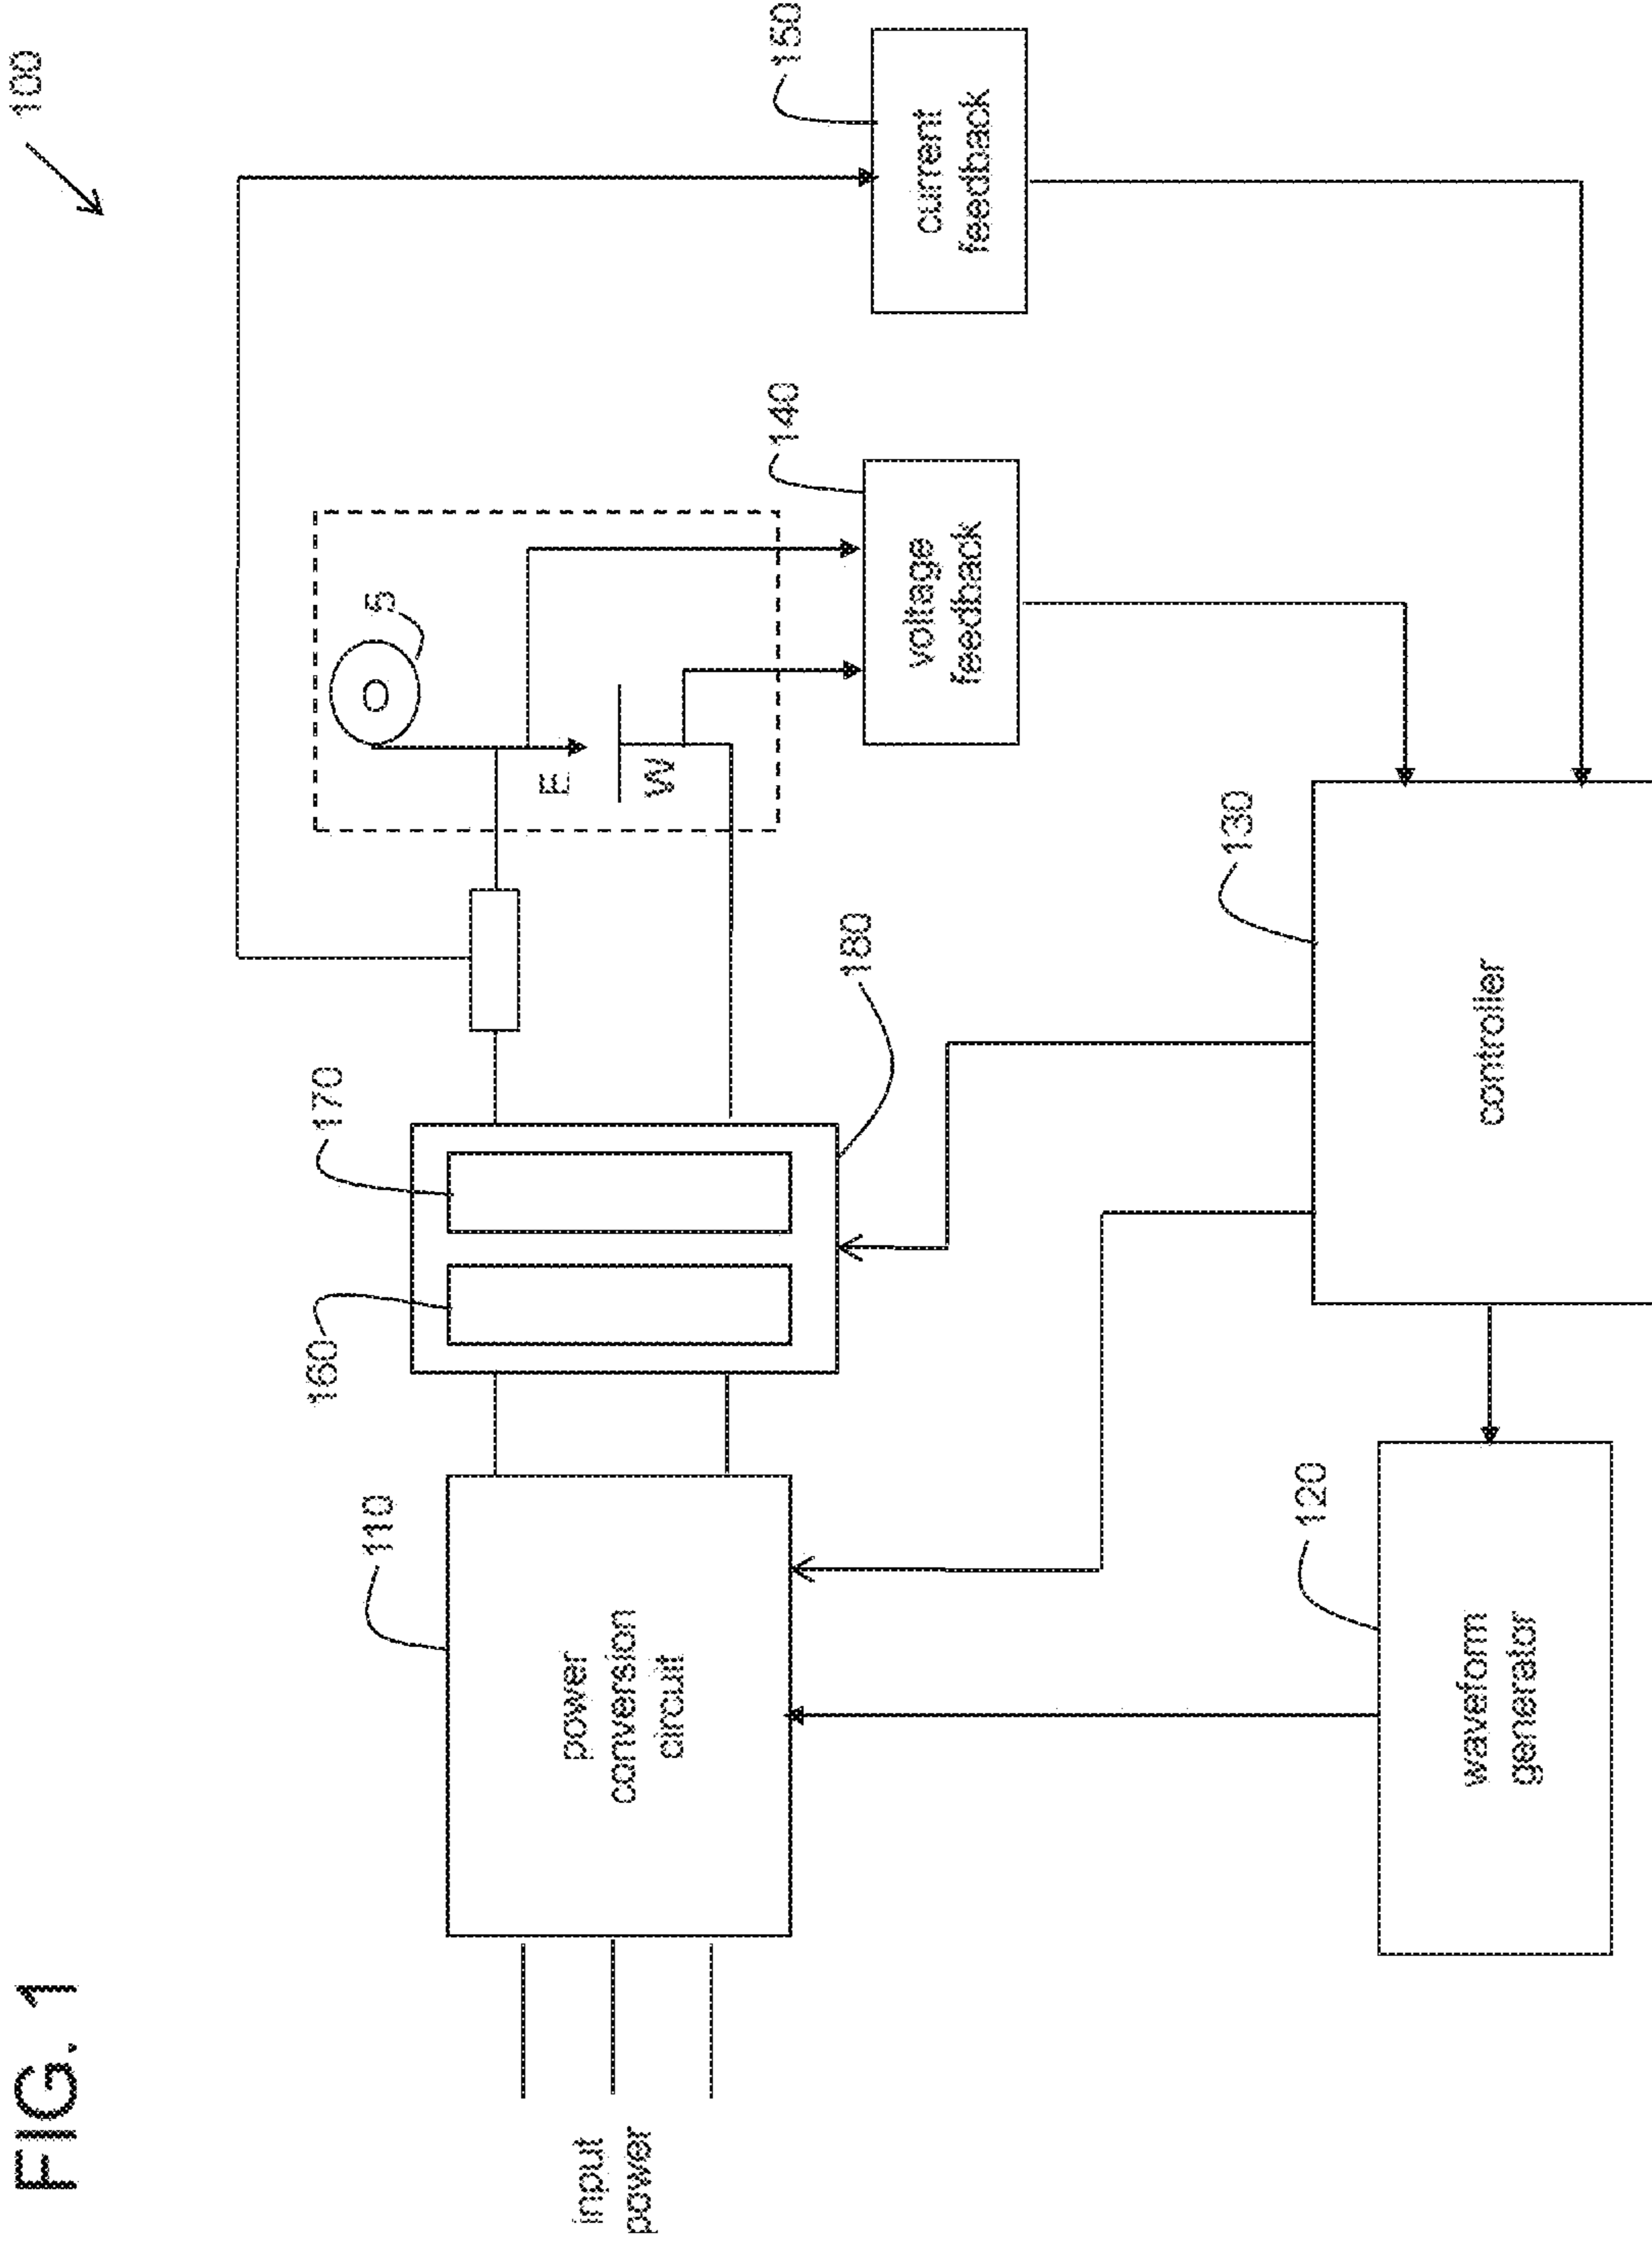 FIG. 1
100
110
160
170
5
E
W
140
150
180
input
power
power
conversion
circuit
voltage
feedback
current
feedback
120
130
waveform
generator
controller